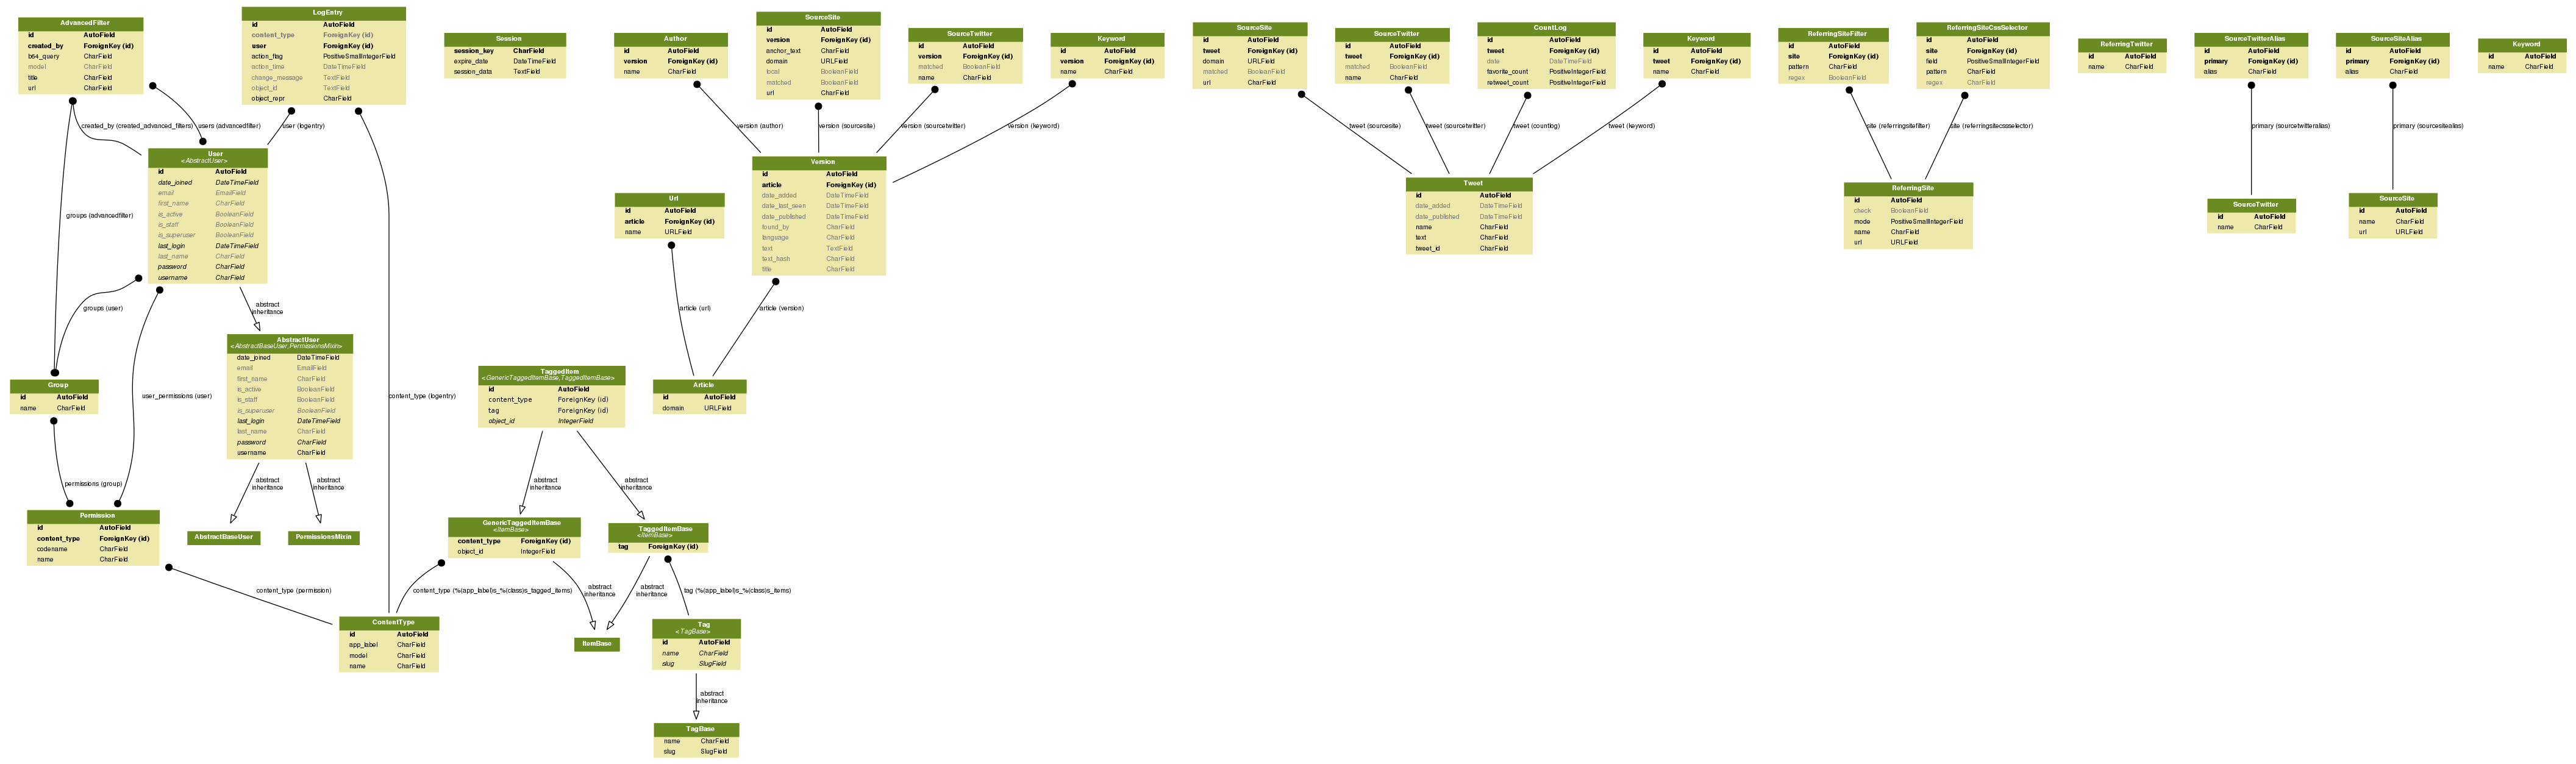 AdvancedFilter
id AutoField
created_by ForeignKey (id)
b64_query CharField
model CharField
title CharField
url CharField
LogEntry
id AutoField
content_type ForeignKey (id)
user ForeignKey (id)
action_flag PositiveSmallIntegerField
action_time DateTimeField
change_message TextField
object_id TextField
object_repr CharField
Session
session_key CharField
expire_date DateTimeField
session_data TextField
Author
id AutoField
version ForeignKey (id)
name CharField
SourceSite
id AutoField
version ForeignKey (id)
anchor_text CharField
domain URLField
local BooleanField
matched BooleanField
url CharField
SourceTwitter
id AutoField
version ForeignKey (id)
matched BooleanField
name CharField
Keyword
id AutoField
version ForeignKey (id)
name CharField
SourceSite
id AutoField
tweet ForeignKey (id)
domain URLField
matched BooleanField
url CharField
SourceTwitter
id AutoField
tweet ForeignKey (id)
matched BooleanField
name CharField
CountLog
id AutoField
tweet ForeignKey (id)
date DateTimeField
favorite_count PositiveIntegerField
retweet_count PositiveIntegerField
Keyword
id AutoField
tweet ForeignKey (id)
name CharField
ReferringSiteFilter
id AutoField
site ForeignKey (id)
pattern CharField
regex BooleanField
ReferringSiteCssSelector
id AutoField
site ForeignKey (id)
field PositiveSmallIntegerField
pattern CharField
regex CharField
ReferringTwitter
id AutoField
name CharField
SourceTwitterAlias
id AutoField
primary ForeignKey (id)
alias CharField
SourceSiteAlias
id AutoField
primary ForeignKey (id)
alias CharField
Keyword
id AutoField
name CharField
created_by (created_advanced_filters)
users (advancedfilter)
user (logentry)
version (author)
version (sourcesite)
version (sourcetwitter)
version (keyword)
tweet (sourcesite)
tweet (sourcetwitter)
tweet (countlog)
tweet (keyword)
site (referringsitefilter)
site (referringsitecssselector)
primary (sourcetwitteralias)
primary (sourcesitealias)
User
<AbstractUser>
id AutoField
date_joined DateTimeField
email EmailField
first_name CharField
is_active BooleanField
is_staff BooleanField
is_superuser BooleanField
last_login DateTimeField
last_name CharField
password CharField
username CharField
Version
id AutoField
article ForeignKey (id)
date_added DateTimeField
date_last_seen DateTimeField
date_published DateTimeField
found_by CharField
language CharField
text TextField
text_hash CharField
title CharField
Url
id AutoField
article ForeignKey (id)
name URLField
Tweet
id AutoField
date_added DateTimeField
date_published DateTimeField
name CharField
text CharField
tweet_id CharField
ReferringSite
id AutoField
check BooleanField
mode PositiveSmallIntegerField
name CharField
url URLField
SourceTwitter
id AutoField
name CharField
SourceSite
id AutoField
name CharField
url URLField
groups (advancedfilter)
groups (user)
abstract
inheritance
article (url)
article (version)
AbstractUser
<AbstractBaseUser,PermissionsMixin>
date_joined DateTimeField
email EmailField
first_name CharField
is_active BooleanField
is_staff BooleanField
is_superuser BooleanField
last_login DateTimeField
last_name CharField
password CharField
username CharField
Group
id AutoField
name CharField
user_permissions (user)
content_type (logentry)
TaggedItem
<GenericTaggedItemBase,TaggedItemBase>
id AutoField
content_type ForeignKey (id)
tag ForeignKey (id)
object_id IntegerField
Article
id AutoField
domain URLField
permissions (group)
abstract
inheritance
abstract
inheritance
abstract
inheritance
abstract
inheritance
Permission
id AutoField
content_type ForeignKey (id)
codename CharField
name CharField
AbstractBaseUser
PermissionsMixin
GenericTaggedItemBase
<ItemBase>
content_type ForeignKey (id)
object_id IntegerField
TaggedItemBase
<ItemBase>
tag ForeignKey (id)
content_type (permission)
content_type (%(app_label)s_%(class)s_tagged_items)
abstract
inheritance
abstract
inheritance
tag (%(app_label)s_%(class)s_items)
ContentType
id AutoField
app_label CharField
model CharField
name CharField
ItemBase
Tag
<TagBase>
id AutoField
name CharField
slug SlugField
abstract
inheritance
TagBase
name CharField
slug SlugField